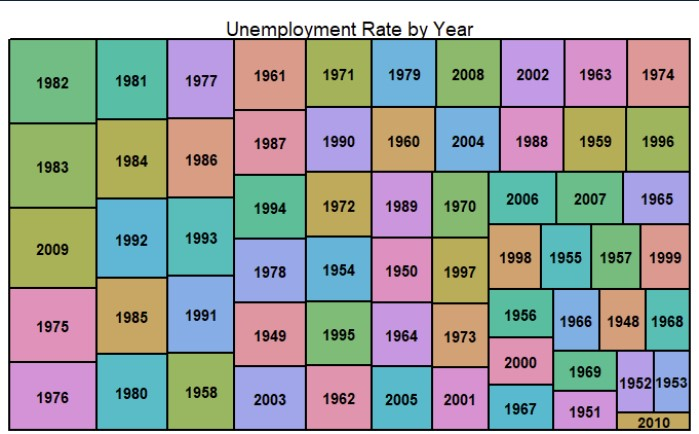 Unemployment Rate by Year
1982 1981 1977 1961 1971 1979 2008 2002 1963 1974
1983 1984 1986 1987 1990 1960 2004 1988 1959 1996
2009 1992 1993 1994 1972 1989 1970 2006 2007 1965
1975 1985 1991 1978 1954 1950 1997 1998 1955 1957 1999
1976 1980 1958 1949 1995 1964 1973 1956 1966 1948 1968
2003 1962 2005 2001 2000 1969 1952 1953
1967 1951 2010